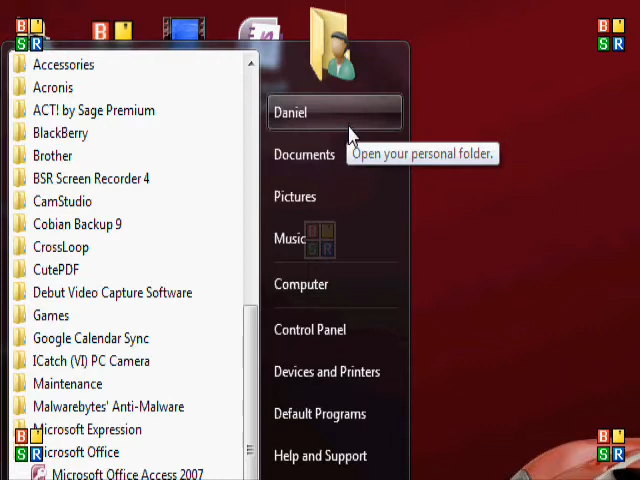 B
S R
B
B
S R
Accessories
Acronis
ACT! by Sage Premium
BlackBerry
Brother
BSR Screen Recorder 4
CamStudio
Cobian Backup 9
CrossLoop
CutePDF
Debut Video Capture Software
Games
Google Calendar Sync
ICatch (VI) PC Camera
Maintenance
Malwarebytes' Anti-Malware
icrosoft Expression
icrosoft Office
Microsoft Office Access 2007
Daniel
Open your personal folder.
Documents
Pictures
Music
B
S R
Computer
Control Panel
Devices and Printers
Default Programs
Help and Support
B
S R
B
S R